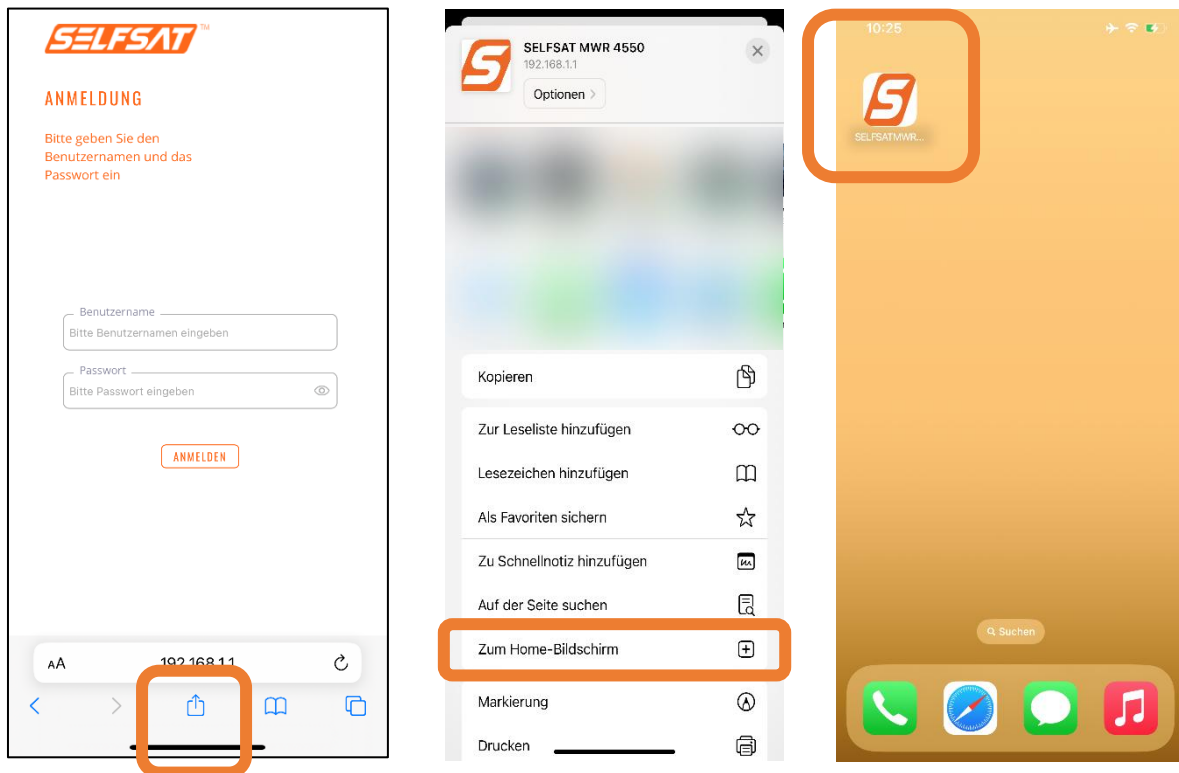 SELFSAT™
ANMELDUNG
Bitte geben Sie den
Benutzernamen und das
Passwort ein
Benutzername
Bitte Benutzernamen eingeben
Passwort
Bitte Passwort eingeben
ANMELDEN
AA 192.168.1.1
S
SELFSAT MWR 4550
192.168.1.1
Optionen >
Kopieren
Zur Leseliste hinzufügen
Lesezeichen hinzufügen
Als Favoriten sichern
Zu Schnellnotiz hinzufügen
Auf der Seite suchen
Zum Home-Bildschirm
Markierung
Drucken
10:25
S
SELFSATMWR...
Suchen